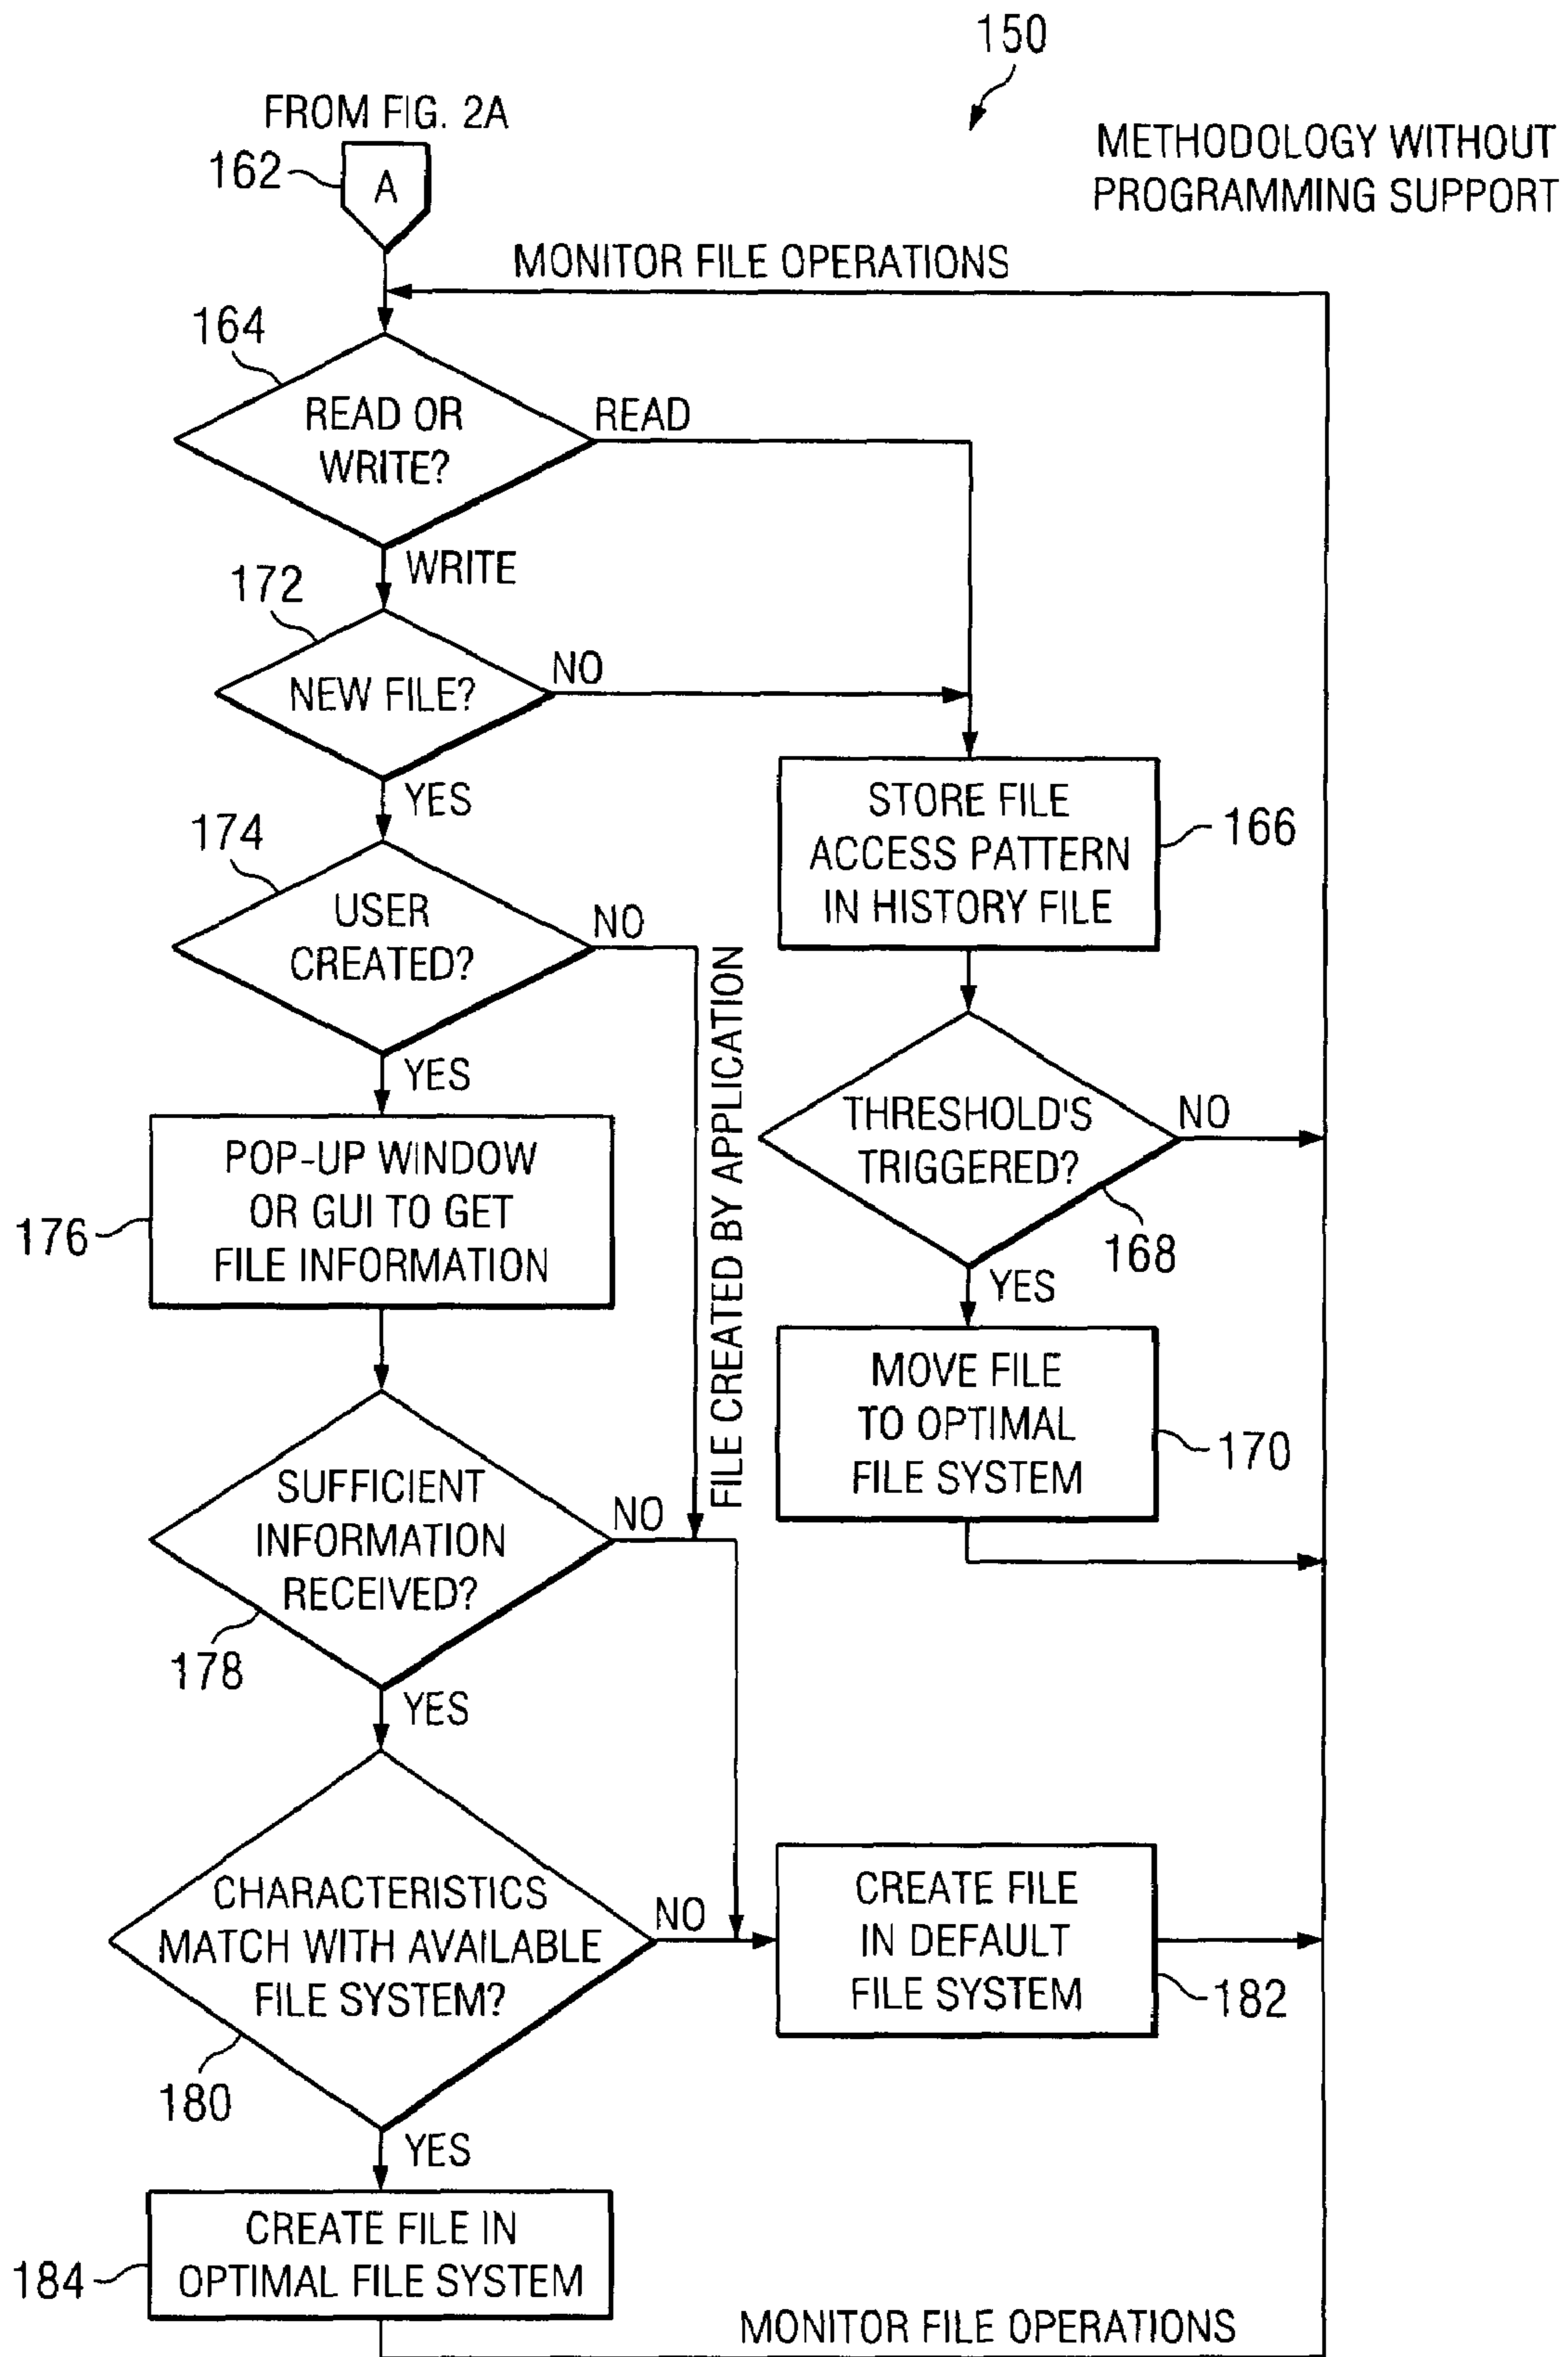 150
FROM FIG. 2A
METHODOLOGY WITHOUT
PROGRAMMING SUPPORT
162
A
MONITOR FILE OPERATIONS
164
READ OR
WRITE?
READ
WRITE
172
NEW FILE?
NO
YES
STORE FILE
ACCESS PATTERN
IN HISTORY FILE
166
174
USER
CREATED?
NO
YES
FILE CREATED BY APPLICATION
THRESHOLD'S
TRIGGERED?
NO
168
YES
POP-UP WINDOW
OR GUI TO GET
FILE INFORMATION
176
MOVE FILE
TO OPTIMAL
FILE SYSTEM
170
SUFFICIENT
INFORMATION
RECEIVED?
NO
178
YES
CHARACTERISTICS
MATCH WITH AVAILABLE
FILE SYSTEM?
NO
180
YES
CREATE FILE
IN DEFAULT
FILE SYSTEM
182
CREATE FILE IN
OPTIMAL FILE SYSTEM
184
MONITOR FILE OPERATIONS